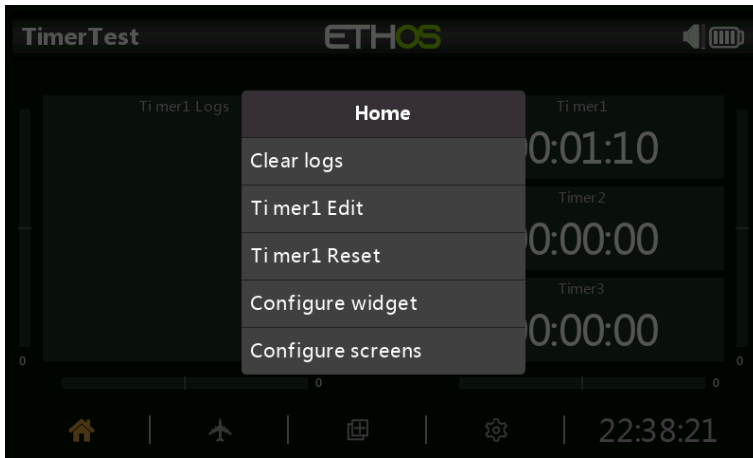 TimerTest
ETHOS
Timer1 Logs
Home
Clear logs
Timer1 Edit
Timer1 Reset
Configure widget
Configure screens
Timer1
0:01:10
Timer2
0:00:00
Timer3
0:00:00
0
0
0
0
22:38:21